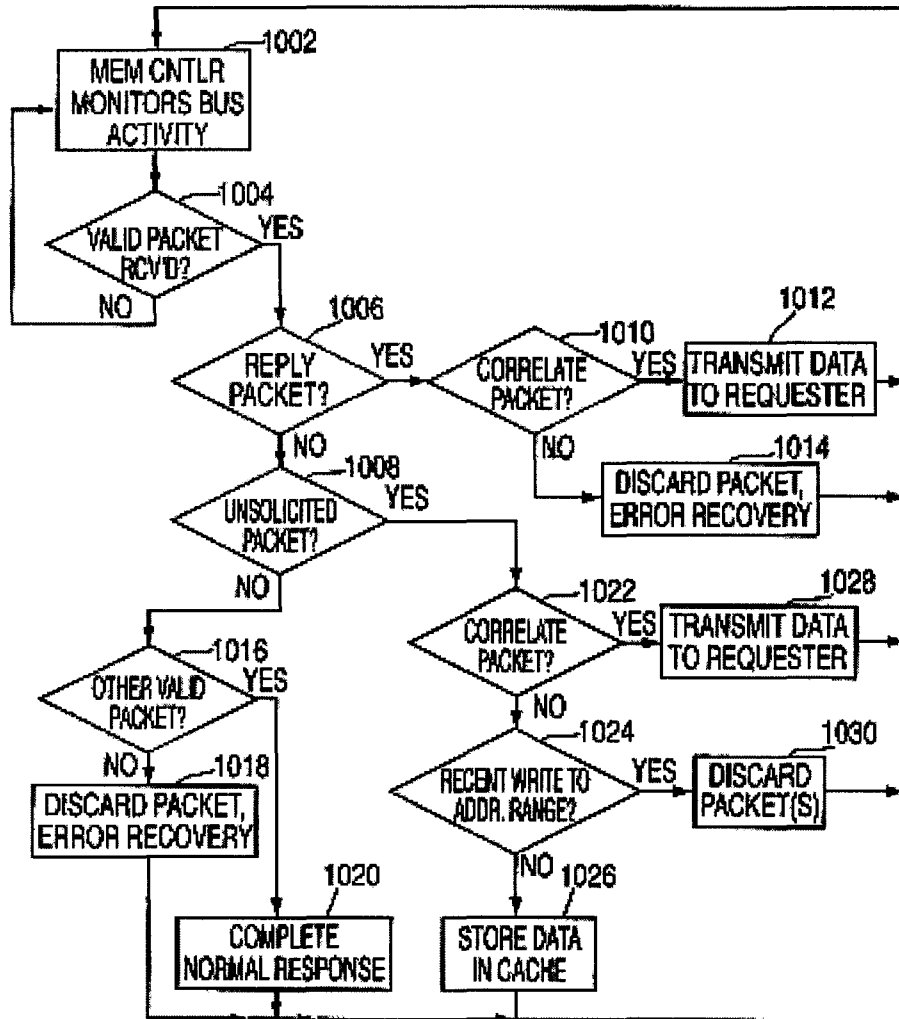 1002
MEM CNTLR
MONITORS BUS
ACTIVITY
1004
VALID PACKET
RCV'D?
YES
NO
1006
REPLY
PACKET?
YES
NO
1010
CORRELATE
PACKET?
YES
NO
1012
TRANSMIT DATA
TO REQUESTER
1014
DISCARD PACKET,
ERROR RECOVERY
1008
UNSOLICITED
PACKET?
YES
NO
1022
CORRELATE
PACKET?
YES
NO
1028
TRANSMIT DATA
TO REQUESTER
1016
OTHER VALID
PACKET?
YES
NO
1024
RECENT WRITE TO
ADDR. RANGE?
YES
NO
1030
DISCARD
PACKET(S)
1018
DISCARD PACKET,
ERROR RECOVERY
1020
COMPLETE
NORMAL RESPONSE
1026
STORE DATA
IN CACHE